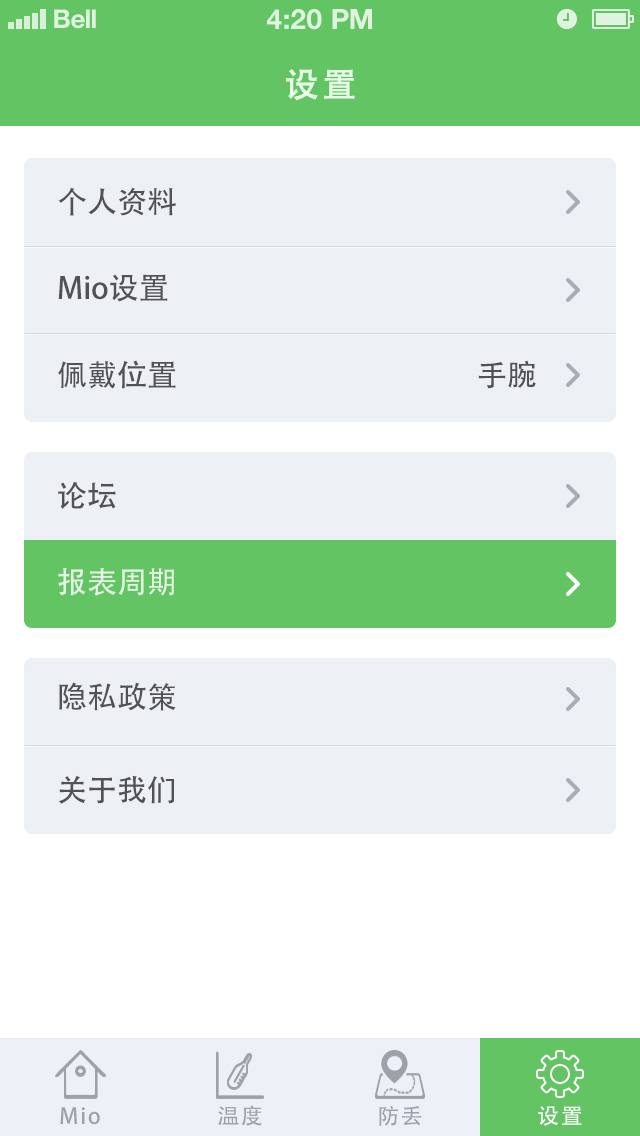 Bell 4:20 PM
设置
个人资料
Mio设置
佩戴位置 手腕
论坛
报表周期
隐私政策
关于我们
Mio 温度 防丢 设置